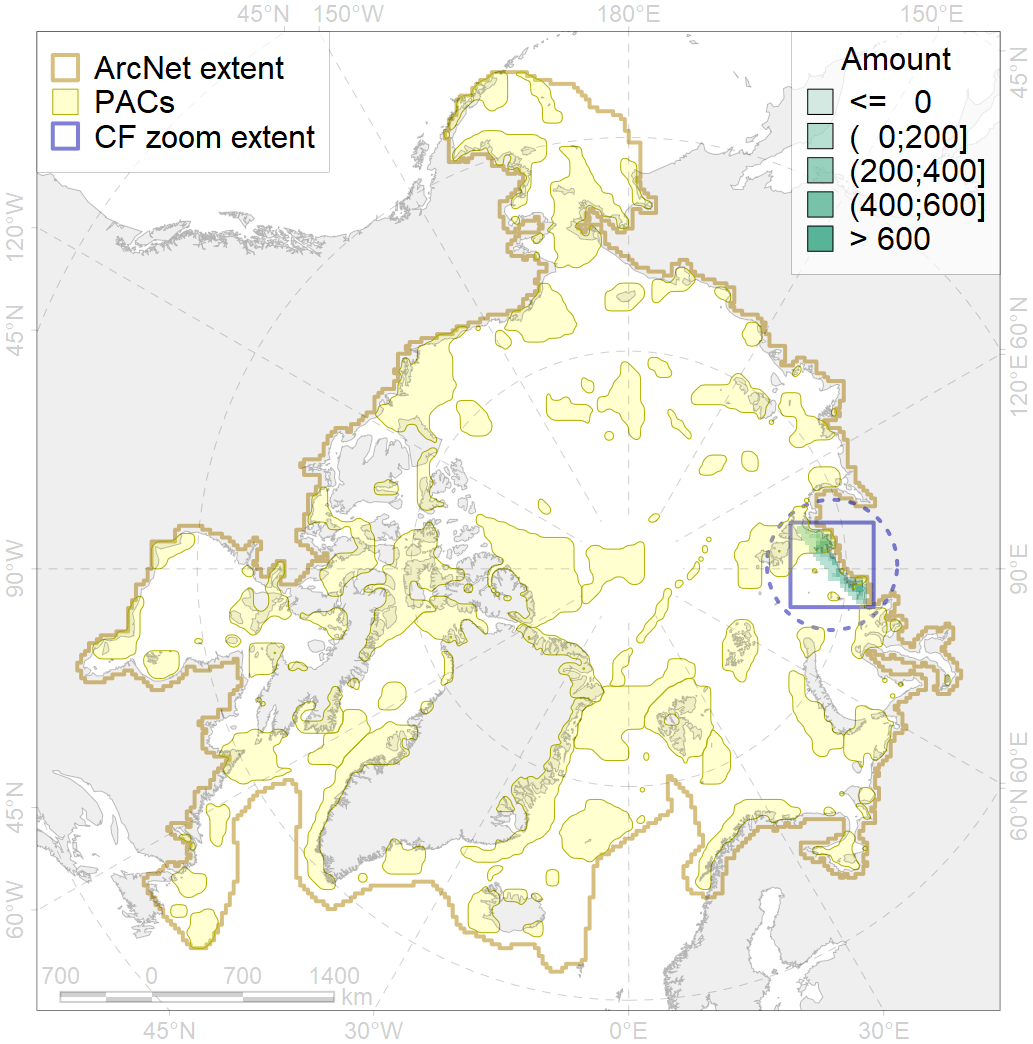 45°N 150°W 180°E 150°E
ArcNet extent
PACs
CF zoom extent
Amount
<= 0
( 0;200]
(200;400]
(400;600]
> 600
45°N
120°W
45°N
90°W
45°N
60°W
60°N
120°E
90°E
60°E
60°N
700 0 700 1400
km
45°N 30°W 0°E 30°E